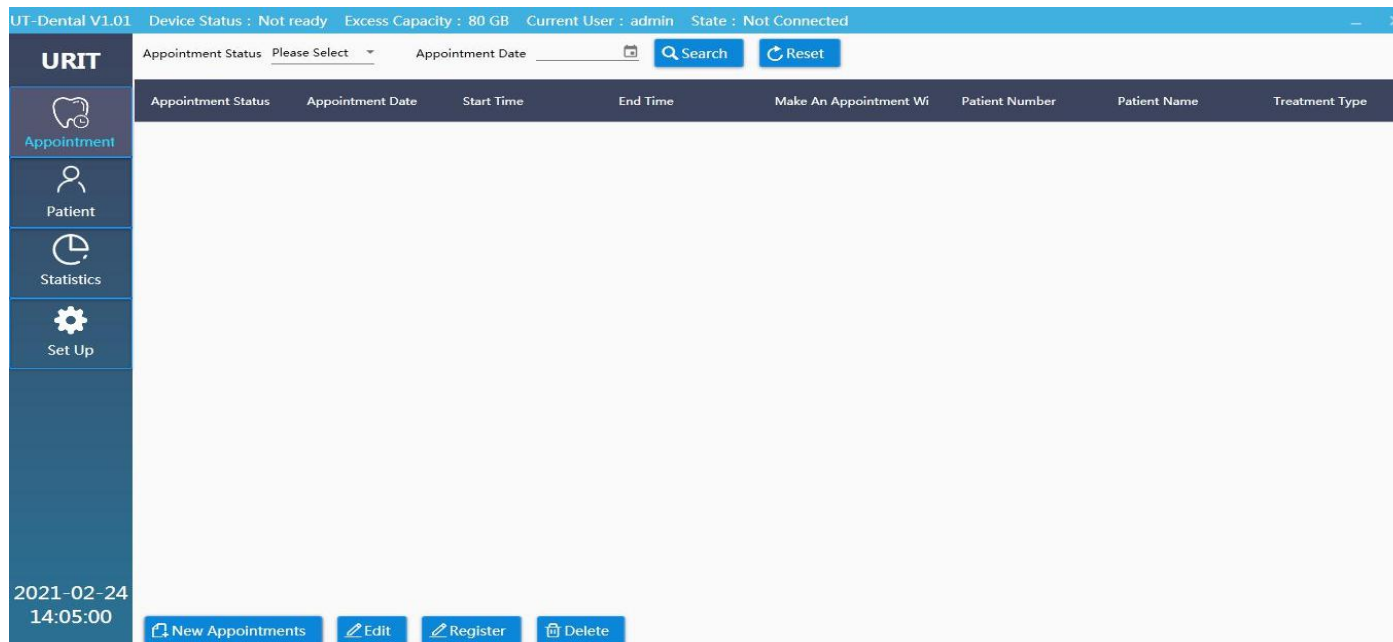 UT-Dental V1.01 Device Status : Not ready Excess Capacity : 80 GB Current User : admin State : Not Connected
URIT
Appointment Status Please Select Appointment Date Search Reset
Appointment Status Appointment Date Start Time End Time Make An Appointment Wi Patient Number Patient Name Treatment Type
Appointment
Patient
Statistics
Set Up
2021-02-24
14:05:00
New Appointments Edit Register Delete